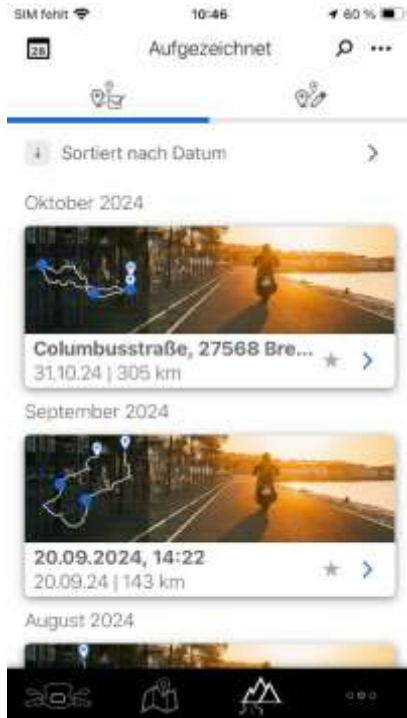 SIM fehlt 10:46 60 %
28 Aufgezeichnet
Sortiert nach Datum
Oktober 2024
Columbusstraße, 27568 Bre...
31.10.24 | 305 km
September 2024
20.09.2024, 14:22
20.09.24 | 143 km
August 2024